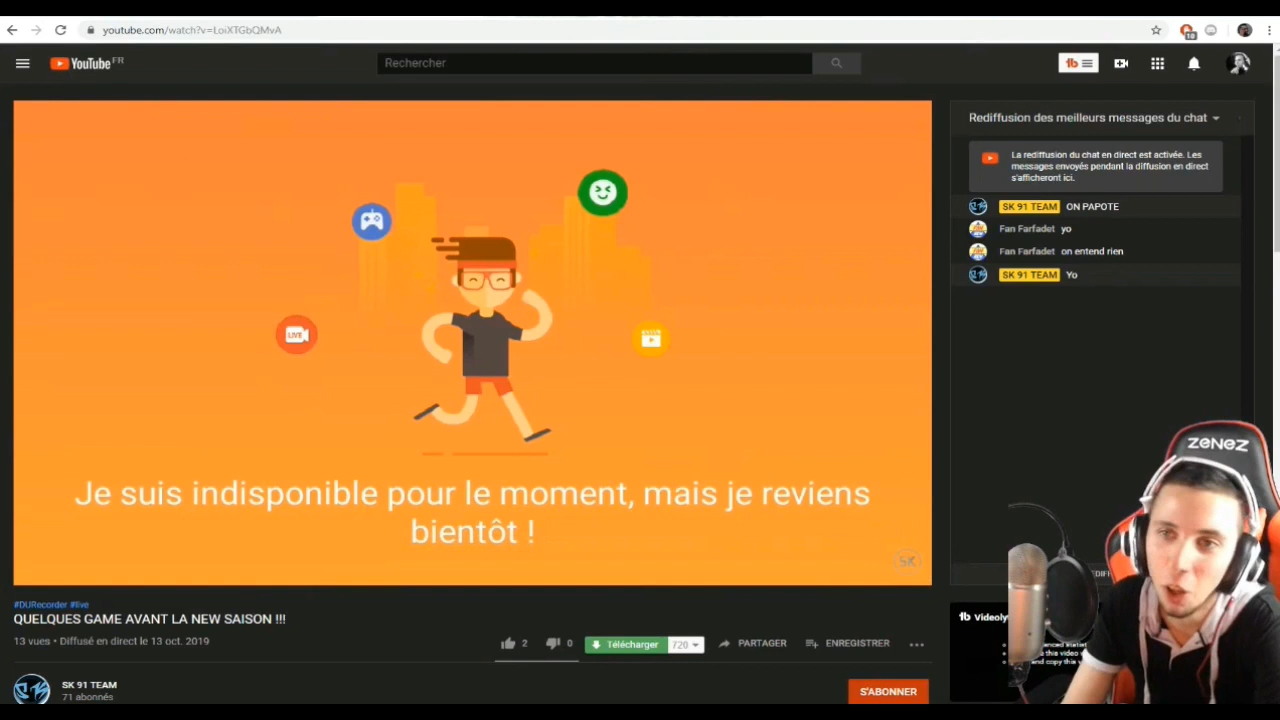 youtube.com/watch?v=LoiXTGbQMvA
YouTube FR
Rechercher
Je suis indisponible pour le moment, mais je reviens
bientôt !
SK
LIVE
#DURecorder #live
QUELQUES GAME AVANT LA NEW SAISON !!!
13 vues • Diffusé en direct le 13 oct. 2019
2
0
Télécharger
720
PARTAGER
ENREGISTRER
SK 91 TEAM
71 abonnés
S'ABONNER
Rediffusion des meilleurs messages du chat
La rediffusion du chat en direct est activée. Les
messages envoyés pendant la diffusion en direct
s'afficheront ici.
SK 91 TEAM ON PAPOTE
Fan Farfadet yo
Fan Farfadet on entend rien
SK 91 TEAM Yo
ZENEZ